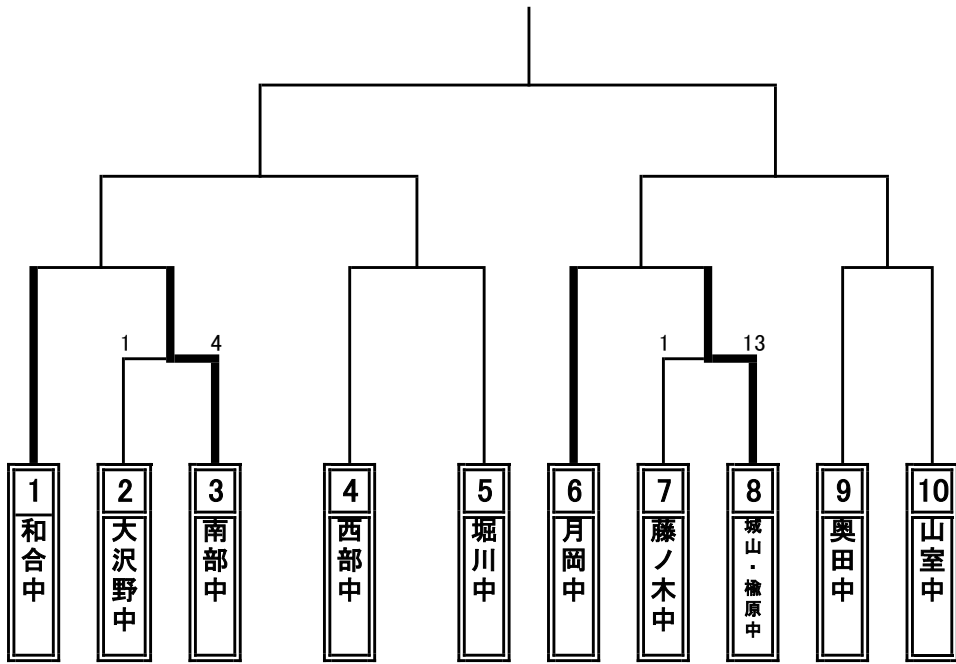 1 4 1 13
1 2 3 4 5 6 7 8 9 10
和合中
大沢野中
南部中
西部中
堀川中
月岡中
藤ノ木中
城山・楡原中
奥田中
山室中